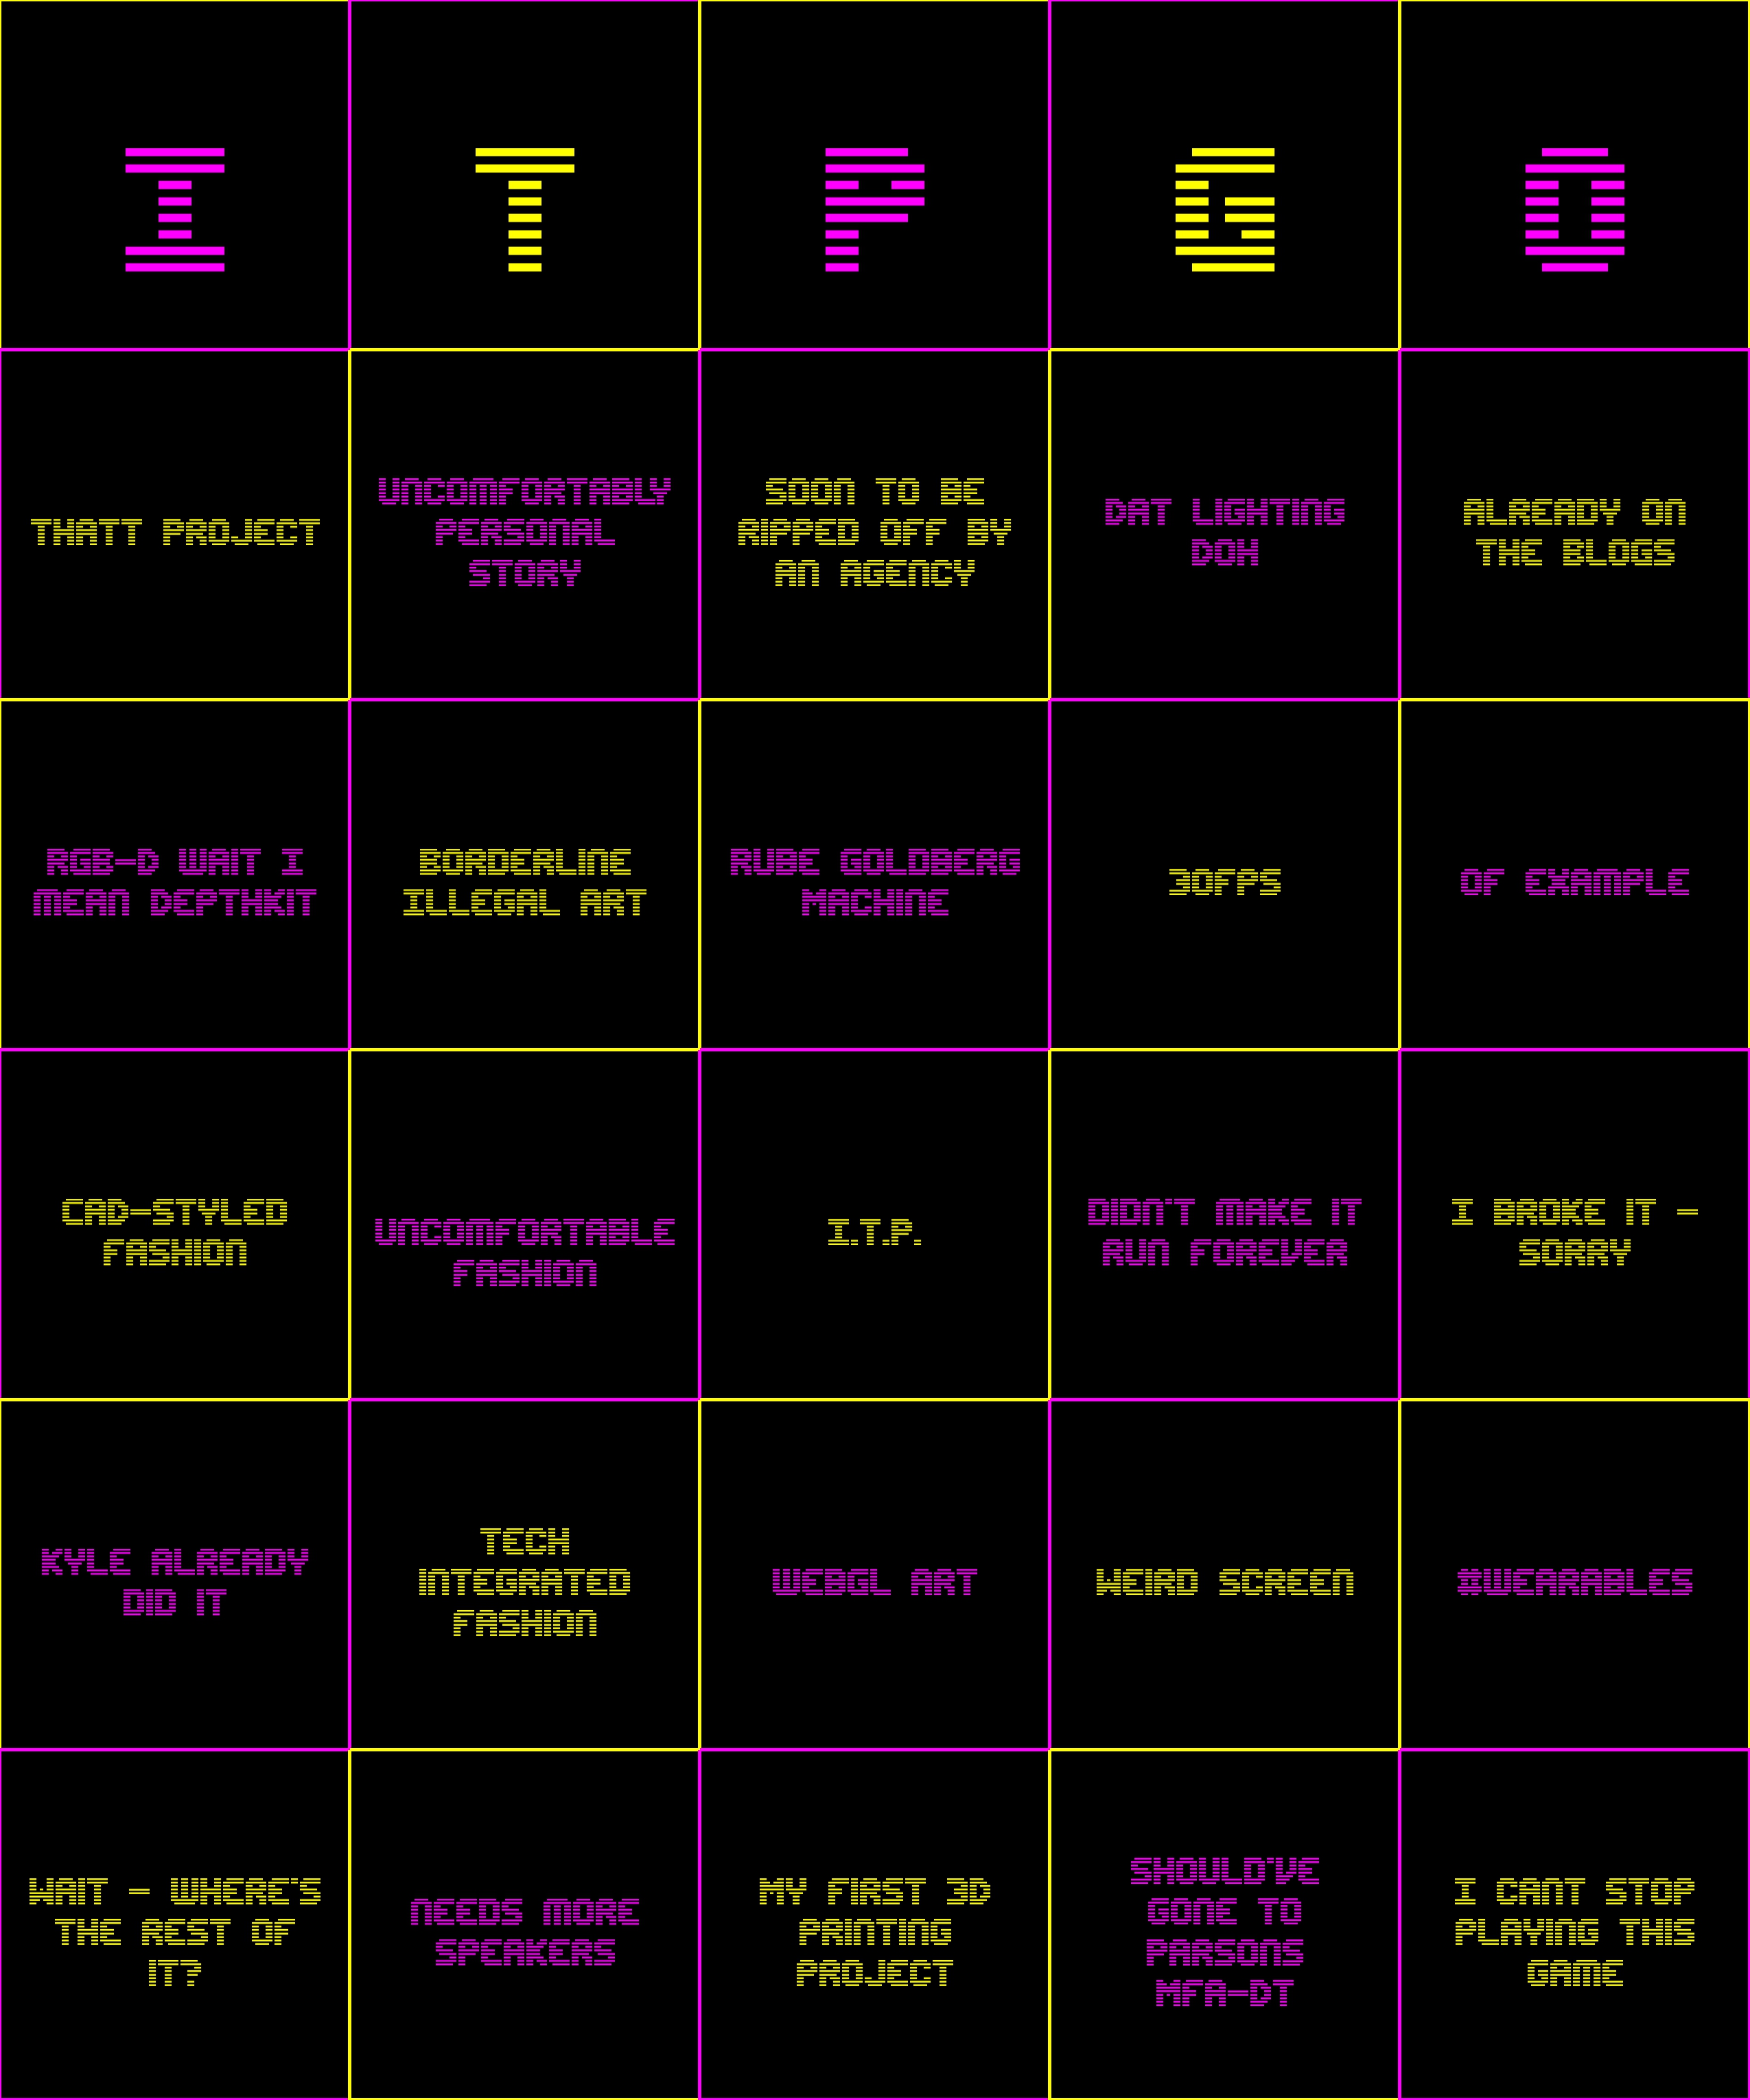 I
T
P
G
O
THATT PROJECT
UNCOMFORTABLY
PERSONAL
STORY
SOON TO BE
RIPPED OFF BY
AN AGENCY
DAT LIGHTING
DOH
ALREADY ON
THE BLOGS
RGB-D WAIT I
MEAN DEPTHKIT
BORDERLINE
ILLEGAL ART
RUBE GOLDBERG
MACHINE
30FPS
OF EXAMPLE
CAD-STYLED
FASHION
UNCOMFORTABLE
FASHION
I.T.P.
DIDN'T MAKE IT
RUN FOREVER
I BROKE IT -
SORRY
KYLE ALREADY
DID IT
TECH
INTEGRATED
FASHION
WEBGL ART
WEIRD SCREEN
#WEARABLES
WAIT - WHERE'S
THE REST OF
IT?
NEEDS MORE
SPEAKERS
MY FIRST 3D
PRINTING
PROJECT
SHOULD'VE
GONE TO
PARSONS
MFA-DT
I CANT STOP
PLAYING THIS
GAME